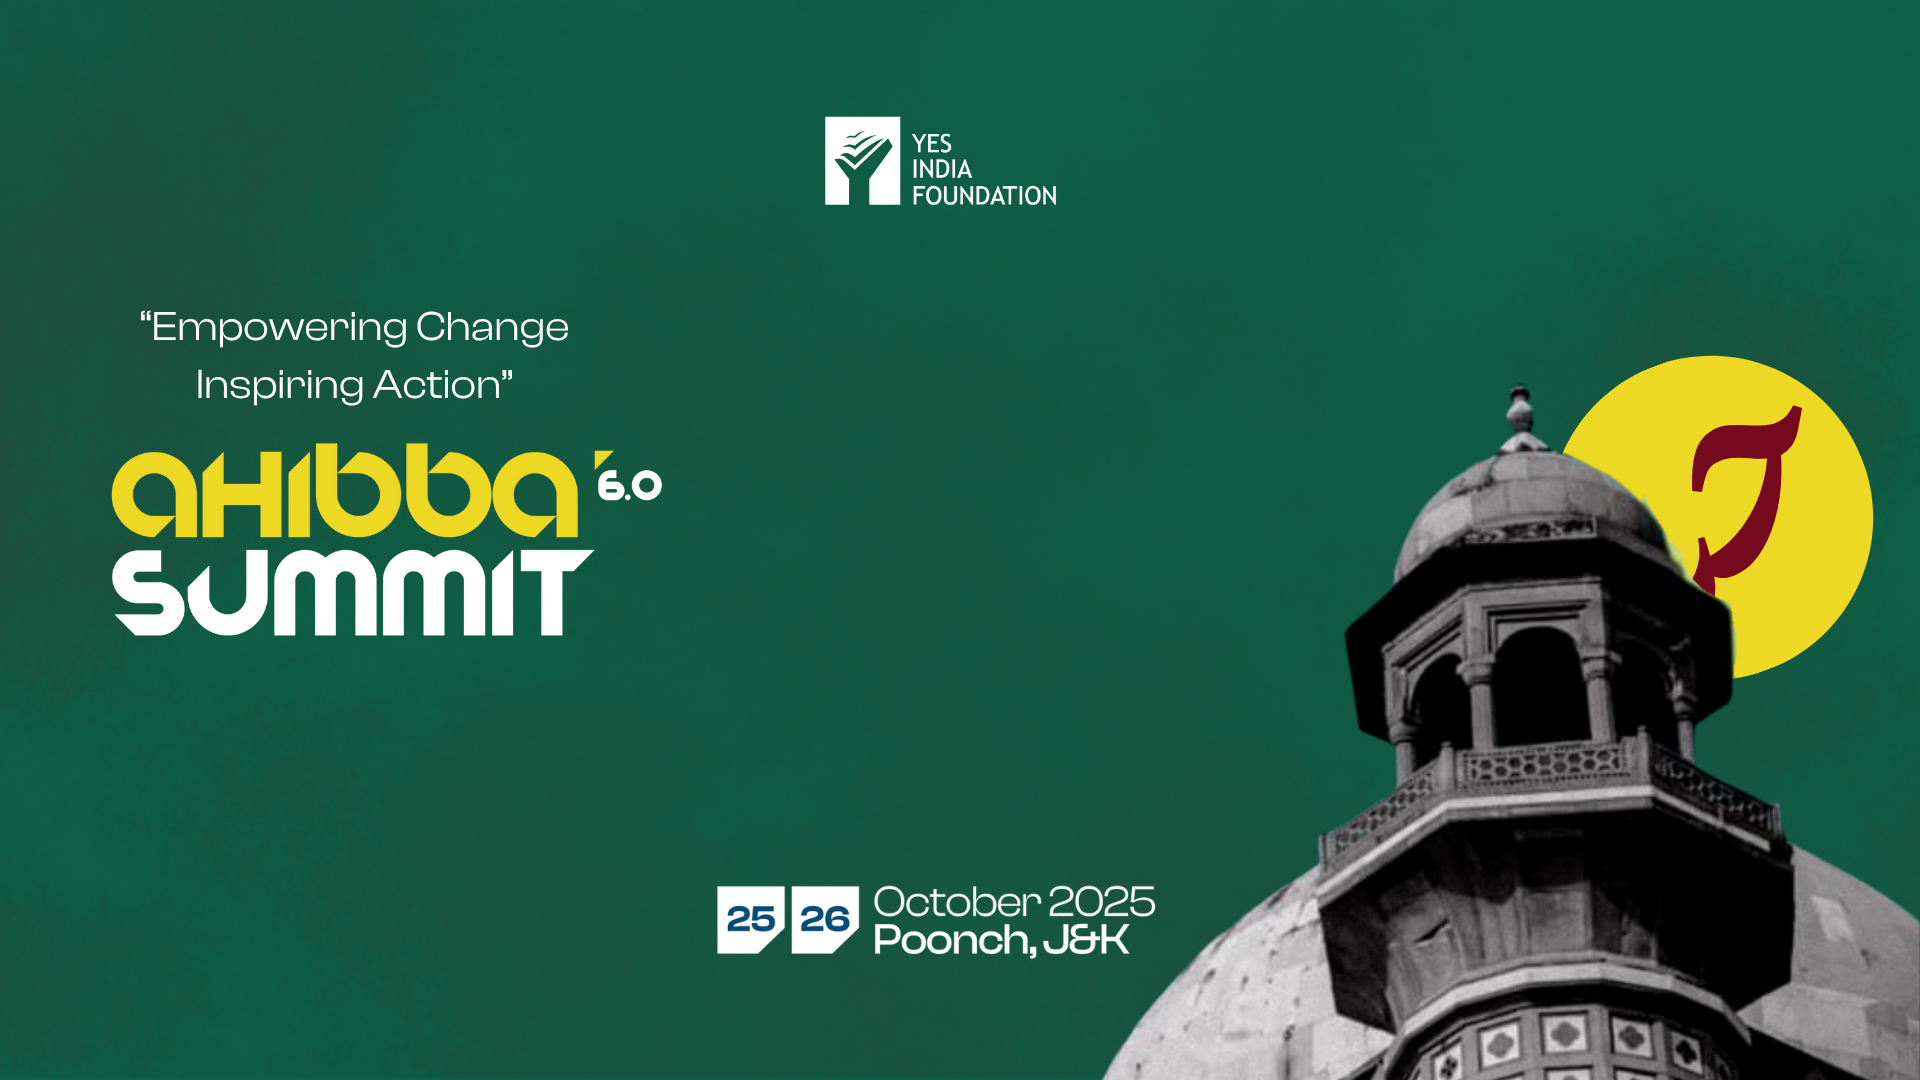 YES
INDIA
FOUNDATION
“Empowering Change
Inspiring Action”
AHIBBA 6.0
SUMMIT
25 26 October 2025
Poonch, J&K